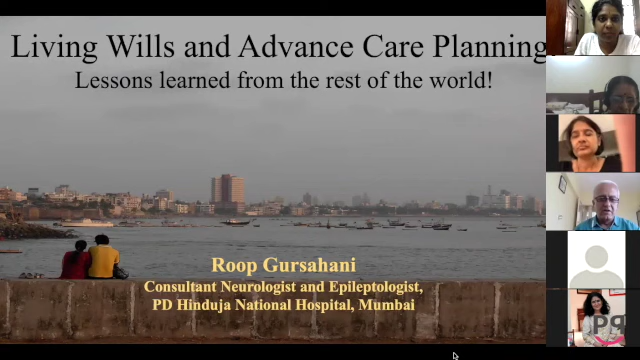 Living Wills and Advance Care Planning
Lessons learned from the rest of the world!
Roop Gursahani
Consultant Neurologist and Epileptologist,
PD Hinduja National Hospital, Mumbai